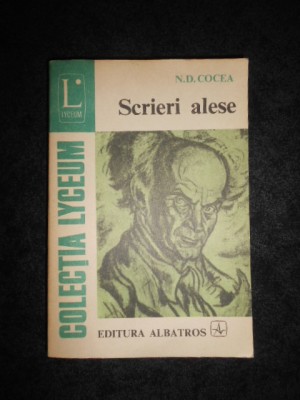 L
LYCEUM
N.D. COCEA
Scrieri alese
COLECȚIA LYCEUM
EDITURA ALBATROS